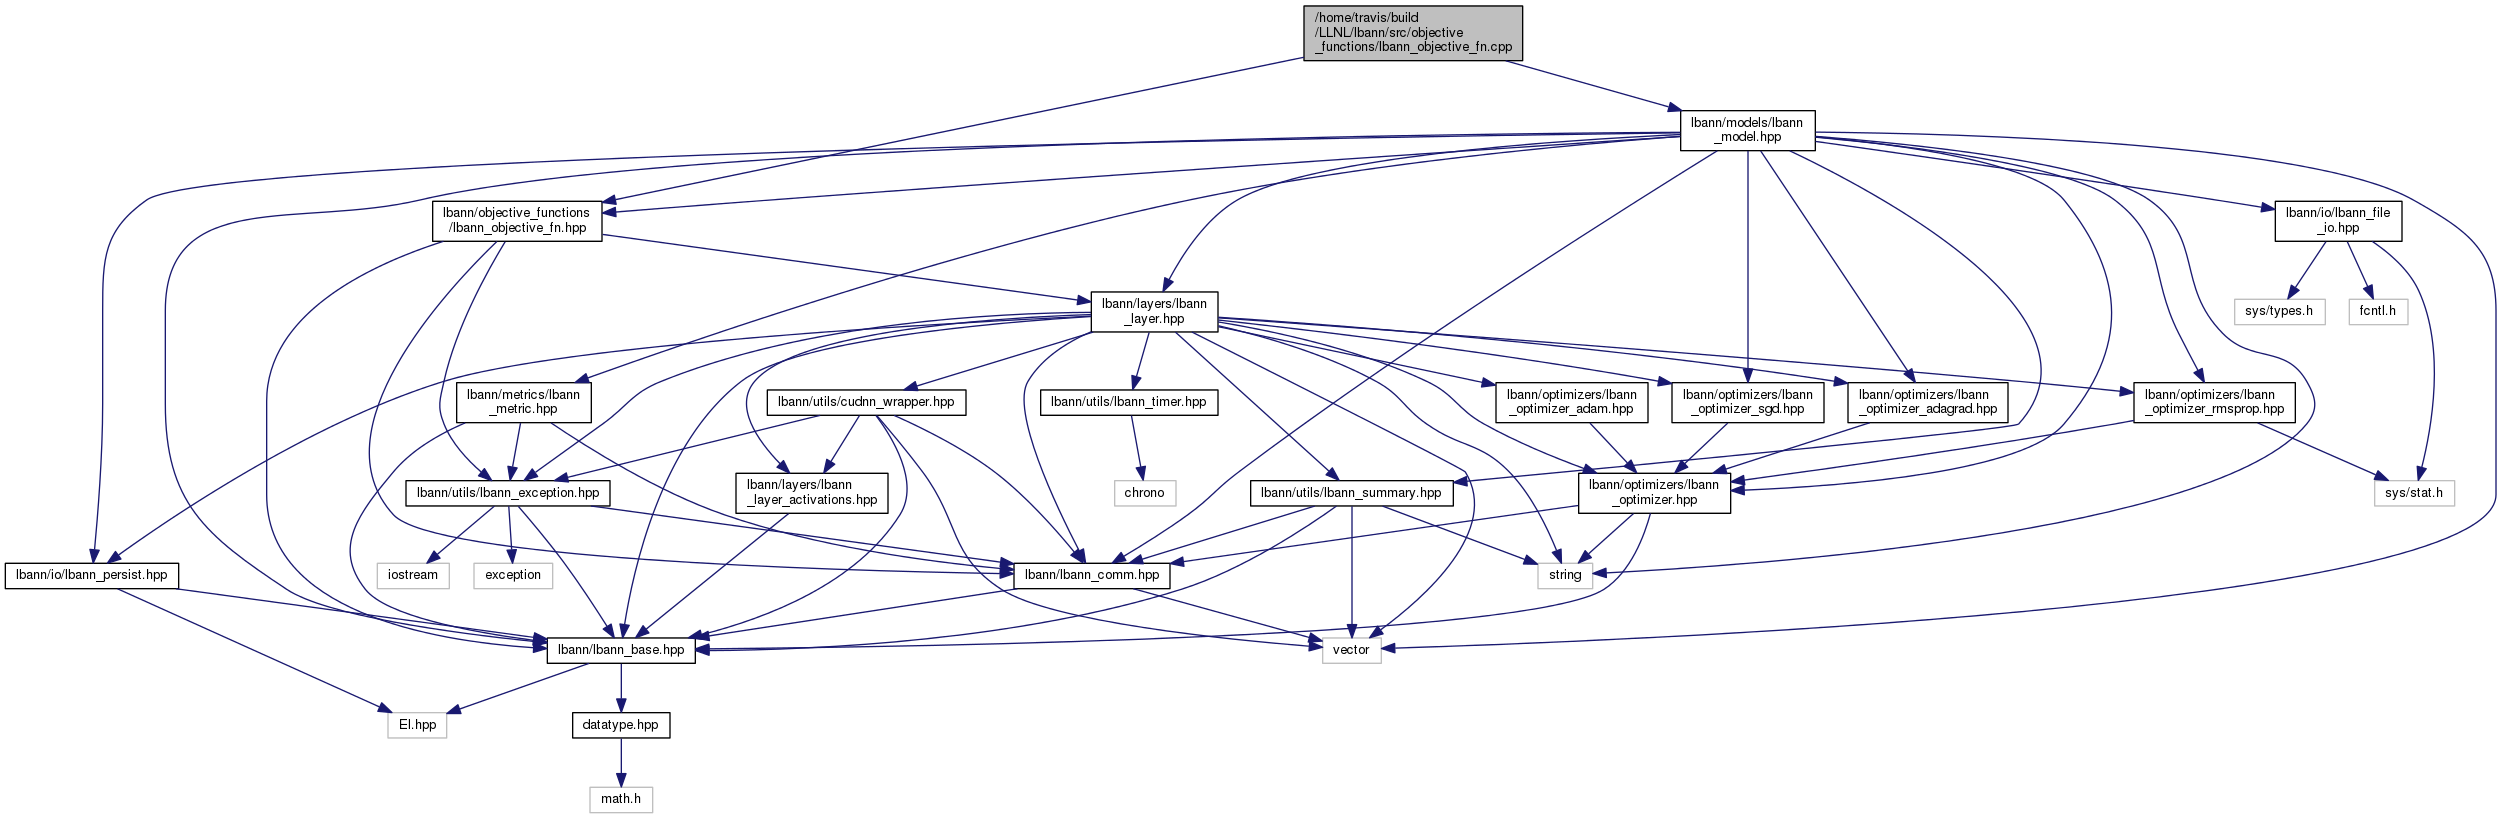 /home/travis/build
/LLNL/lbann/src/objective
_functions/lbann_objective_fn.cpp
lbann/models/lbann
_model.hpp
lbann/objective_functions
/lbann_objective_fn.hpp
lbann/io/lbann_file
_io.hpp
lbann/layers/lbann
_layer.hpp
sys/types.h
fcntl.h
lbann/metrics/lbann
_metric.hpp
lbann/utils/cudnn_wrapper.hpp
lbann/utils/lbann_timer.hpp
lbann/optimizers/lbann
_optimizer_adam.hpp
lbann/optimizers/lbann
_optimizer_sgd.hpp
lbann/optimizers/lbann
_optimizer_adagrad.hpp
lbann/optimizers/lbann
_optimizer_rmsprop.hpp
lbann/utils/lbann_exception.hpp
lbann/layers/lbann
_layer_activations.hpp
chrono
lbann/utils/lbann_summary.hpp
lbann/optimizers/lbann
_optimizer.hpp
sys/stat.h
lbann/io/lbann_persist.hpp
iostream
exception
lbann/lbann_comm.hpp
string
lbann/lbann_base.hpp
vector
El.hpp
datatype.hpp
math.h